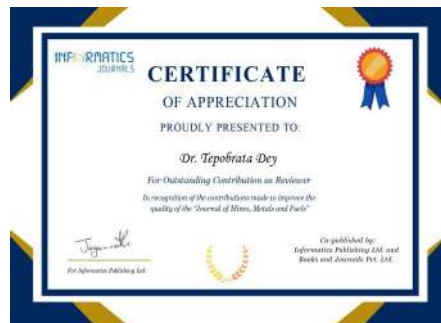 INFORMATICS
JOURNALS
CERTIFICATE
OF APPRECIATION
PROUDLY PRESENTED TO:
Dr. Tepobrata Dey
For Outstanding Contribution as Reviewer
In recognition of the contributions made to improve the
quality of the "Journal of Mines, Metals and Fuels"
For Informatics Publishing Ltd.
Co-published by:
Informatics Publishing Ltd. and
Books and Journals Pvt. Ltd.